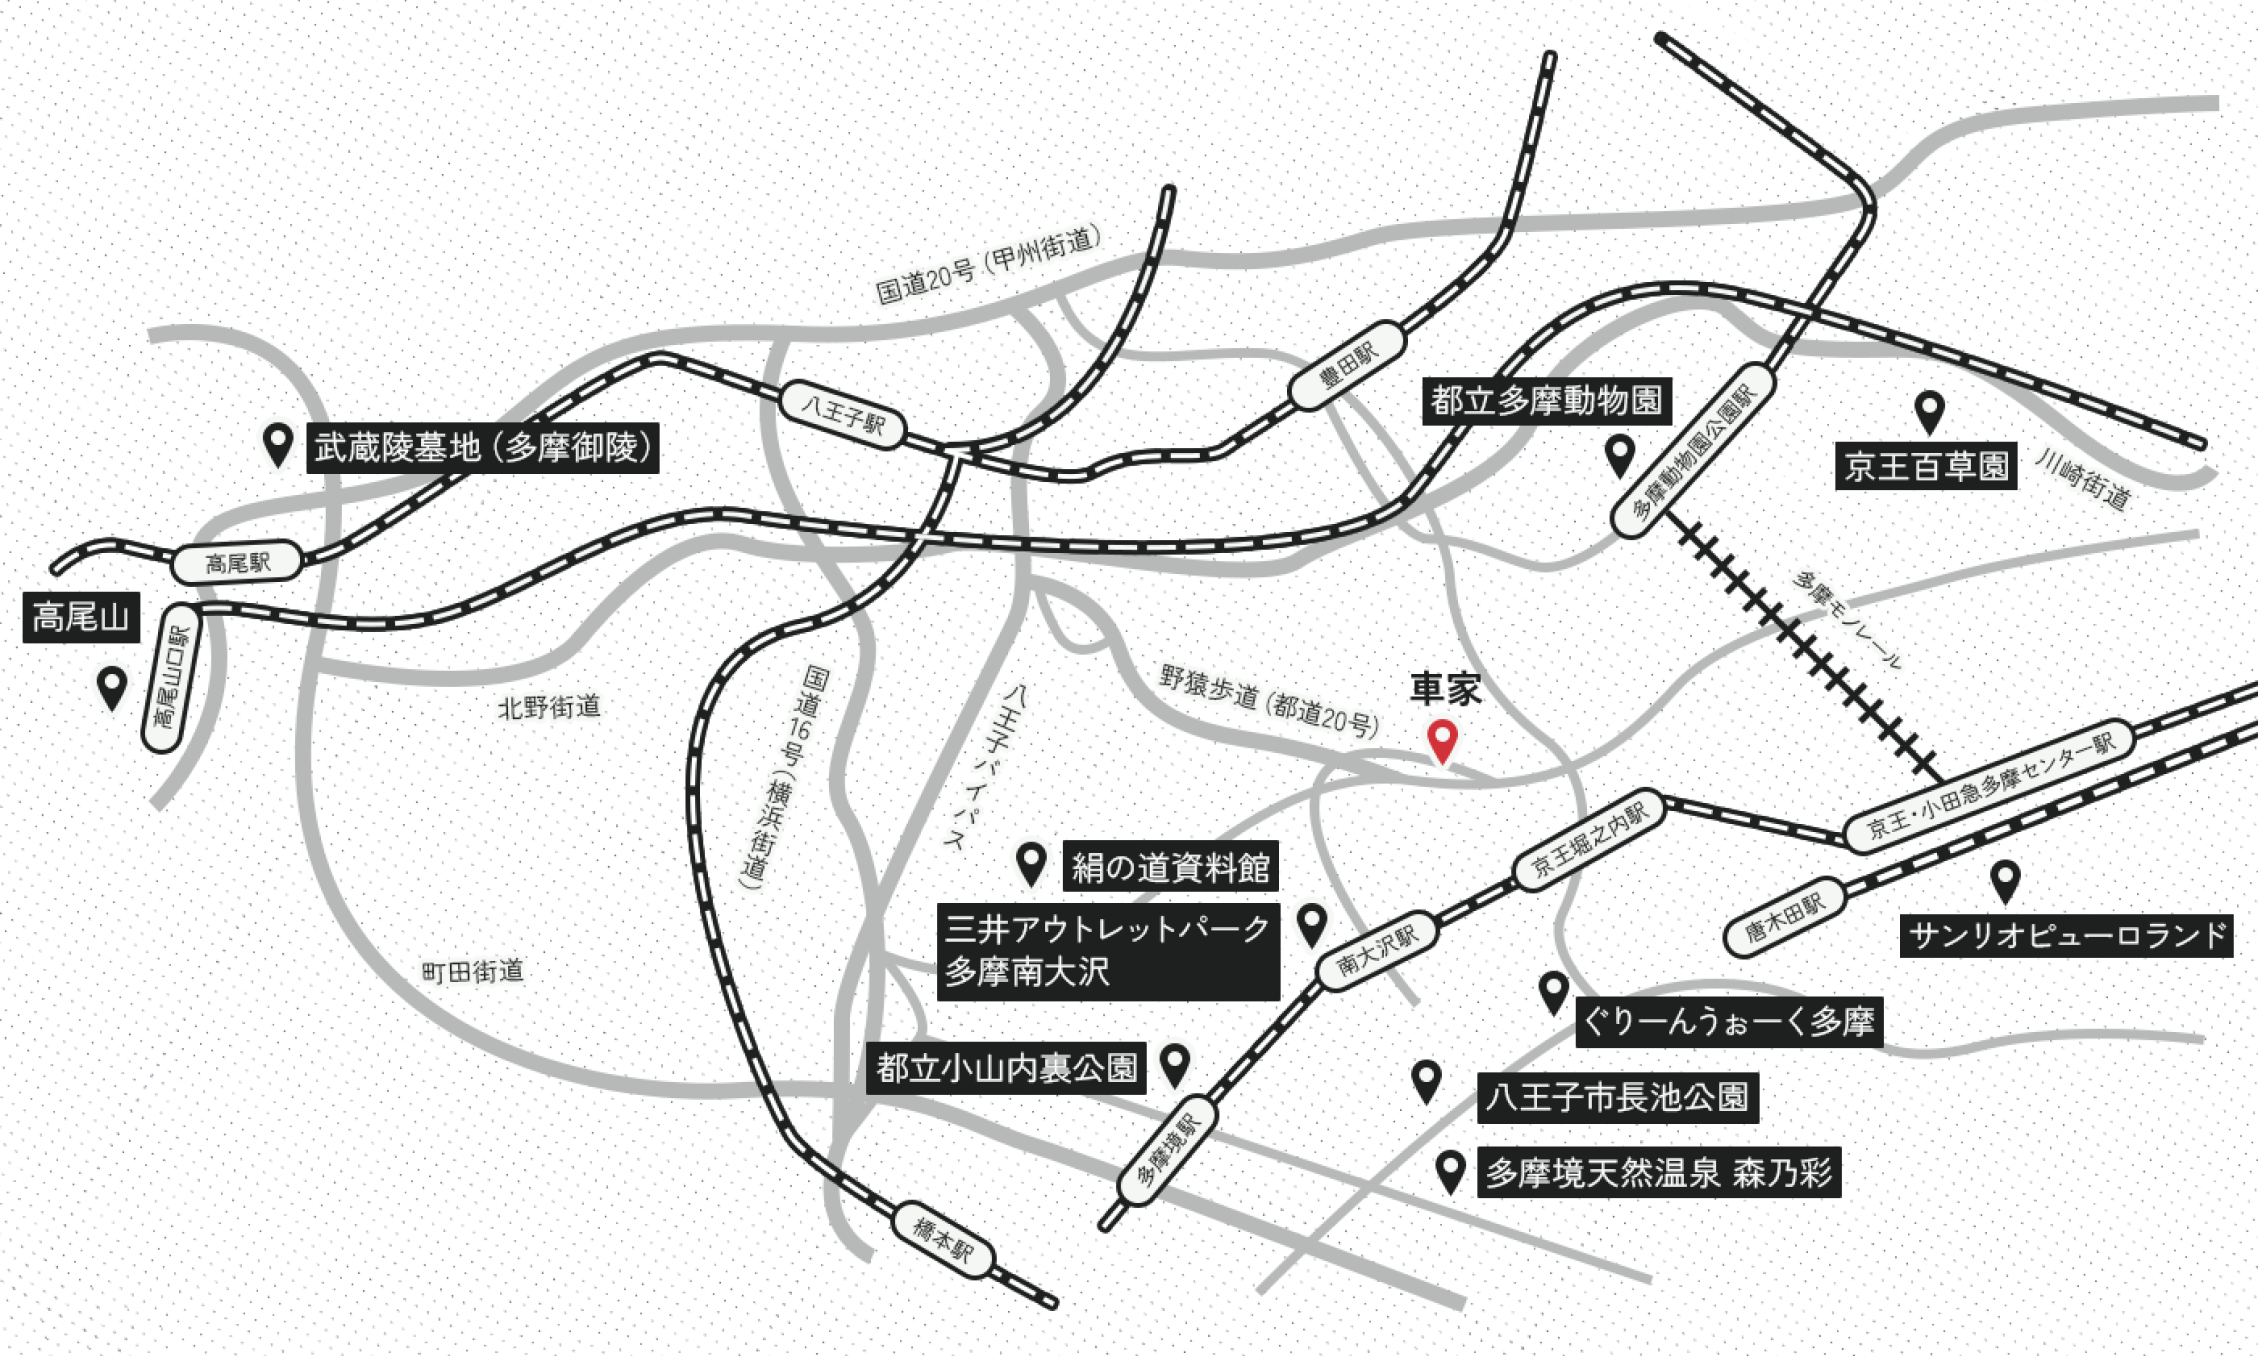 国道20号（甲州街道）
豊田駅
都立多摩動物園
多摩動物園公園駅
八王子駅
武蔵陵墓地（多摩御陵）
京王百草園
川崎街道
高尾駅
高尾山
高尾山口駅
多摩モノレール
北野街道
国道16号（横浜街道）
八王子バイパス
野猿歩道（都道20号）
車家
京王・小田急多摩センター駅
京王堀之内駅
絹の道資料館
三井アウトレットパーク
多摩南大沢
南大沢駅
唐木田駅
サンリオピューロランド
町田街道
ぐりーんうぉーく多摩
都立小山内裏公園
八王子市長池公園
多摩境駅
多摩境天然温泉 森乃彩
橋本駅